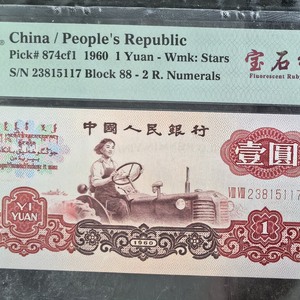 China / People's Republic
Pick# 874cf1 1960 1 Yuan - Wmk: Stars
S/N 23815117 Block 88 - 2 R. Numerals
宝石
Fluorescent Rub
中國人民銀行
壹圓
VIII VIII 23815117
YI
YUAN
1960
1